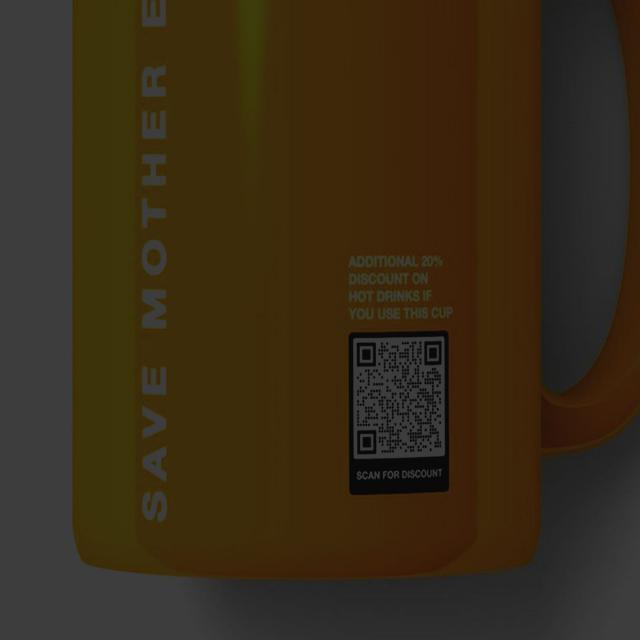 SAVE MOTHER E
ADDITIONAL 20%
DISCOUNT ON
HOT DRINKS IF
YOU USE THIS CUP
SCAN FOR DISCOUNT